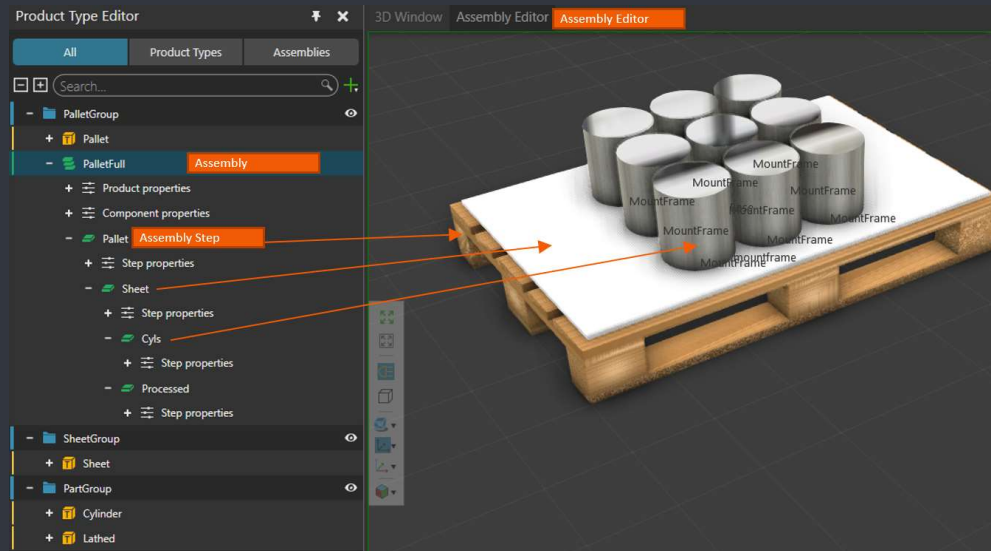 Product Type Editor
3D Window Assembly Editor Assembly Editor
All Product Types Assemblies
Search...
PalletGroup
Pallet
PalletFull Assembly
Product properties
Component properties
Pallet Assembly Step
Step properties
Sheet
Step properties
Cyls
Step properties
Processed
Step properties
SheetGroup
Sheet
PartGroup
Cylinder
Lathed
MountFrame
MountFrame
MountFrame
MountFrame
MountFrame
MountFrame
MountFrame
MountFrame
mountframe
MountFrame